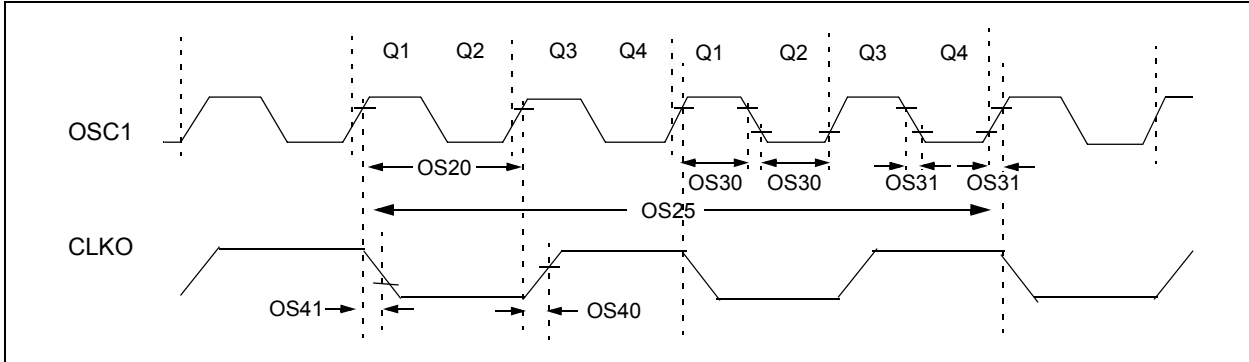 Q1 Q2 Q3 Q4 Q1 Q2 Q3 Q4
OSC1
OS20 OS30 OS30 OS31 OS31
OS25
CLKO
OS41 OS40